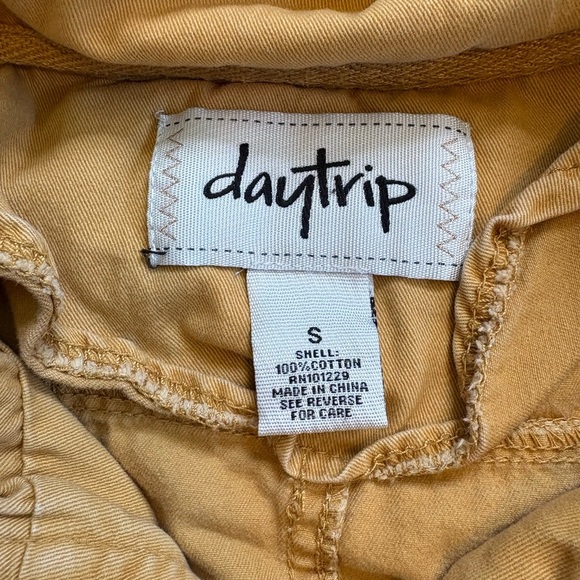 daytrip
S
SHELL:
100%COTTON
RN101229
MADE IN CHINA
SEE REVERSE
FOR CARE